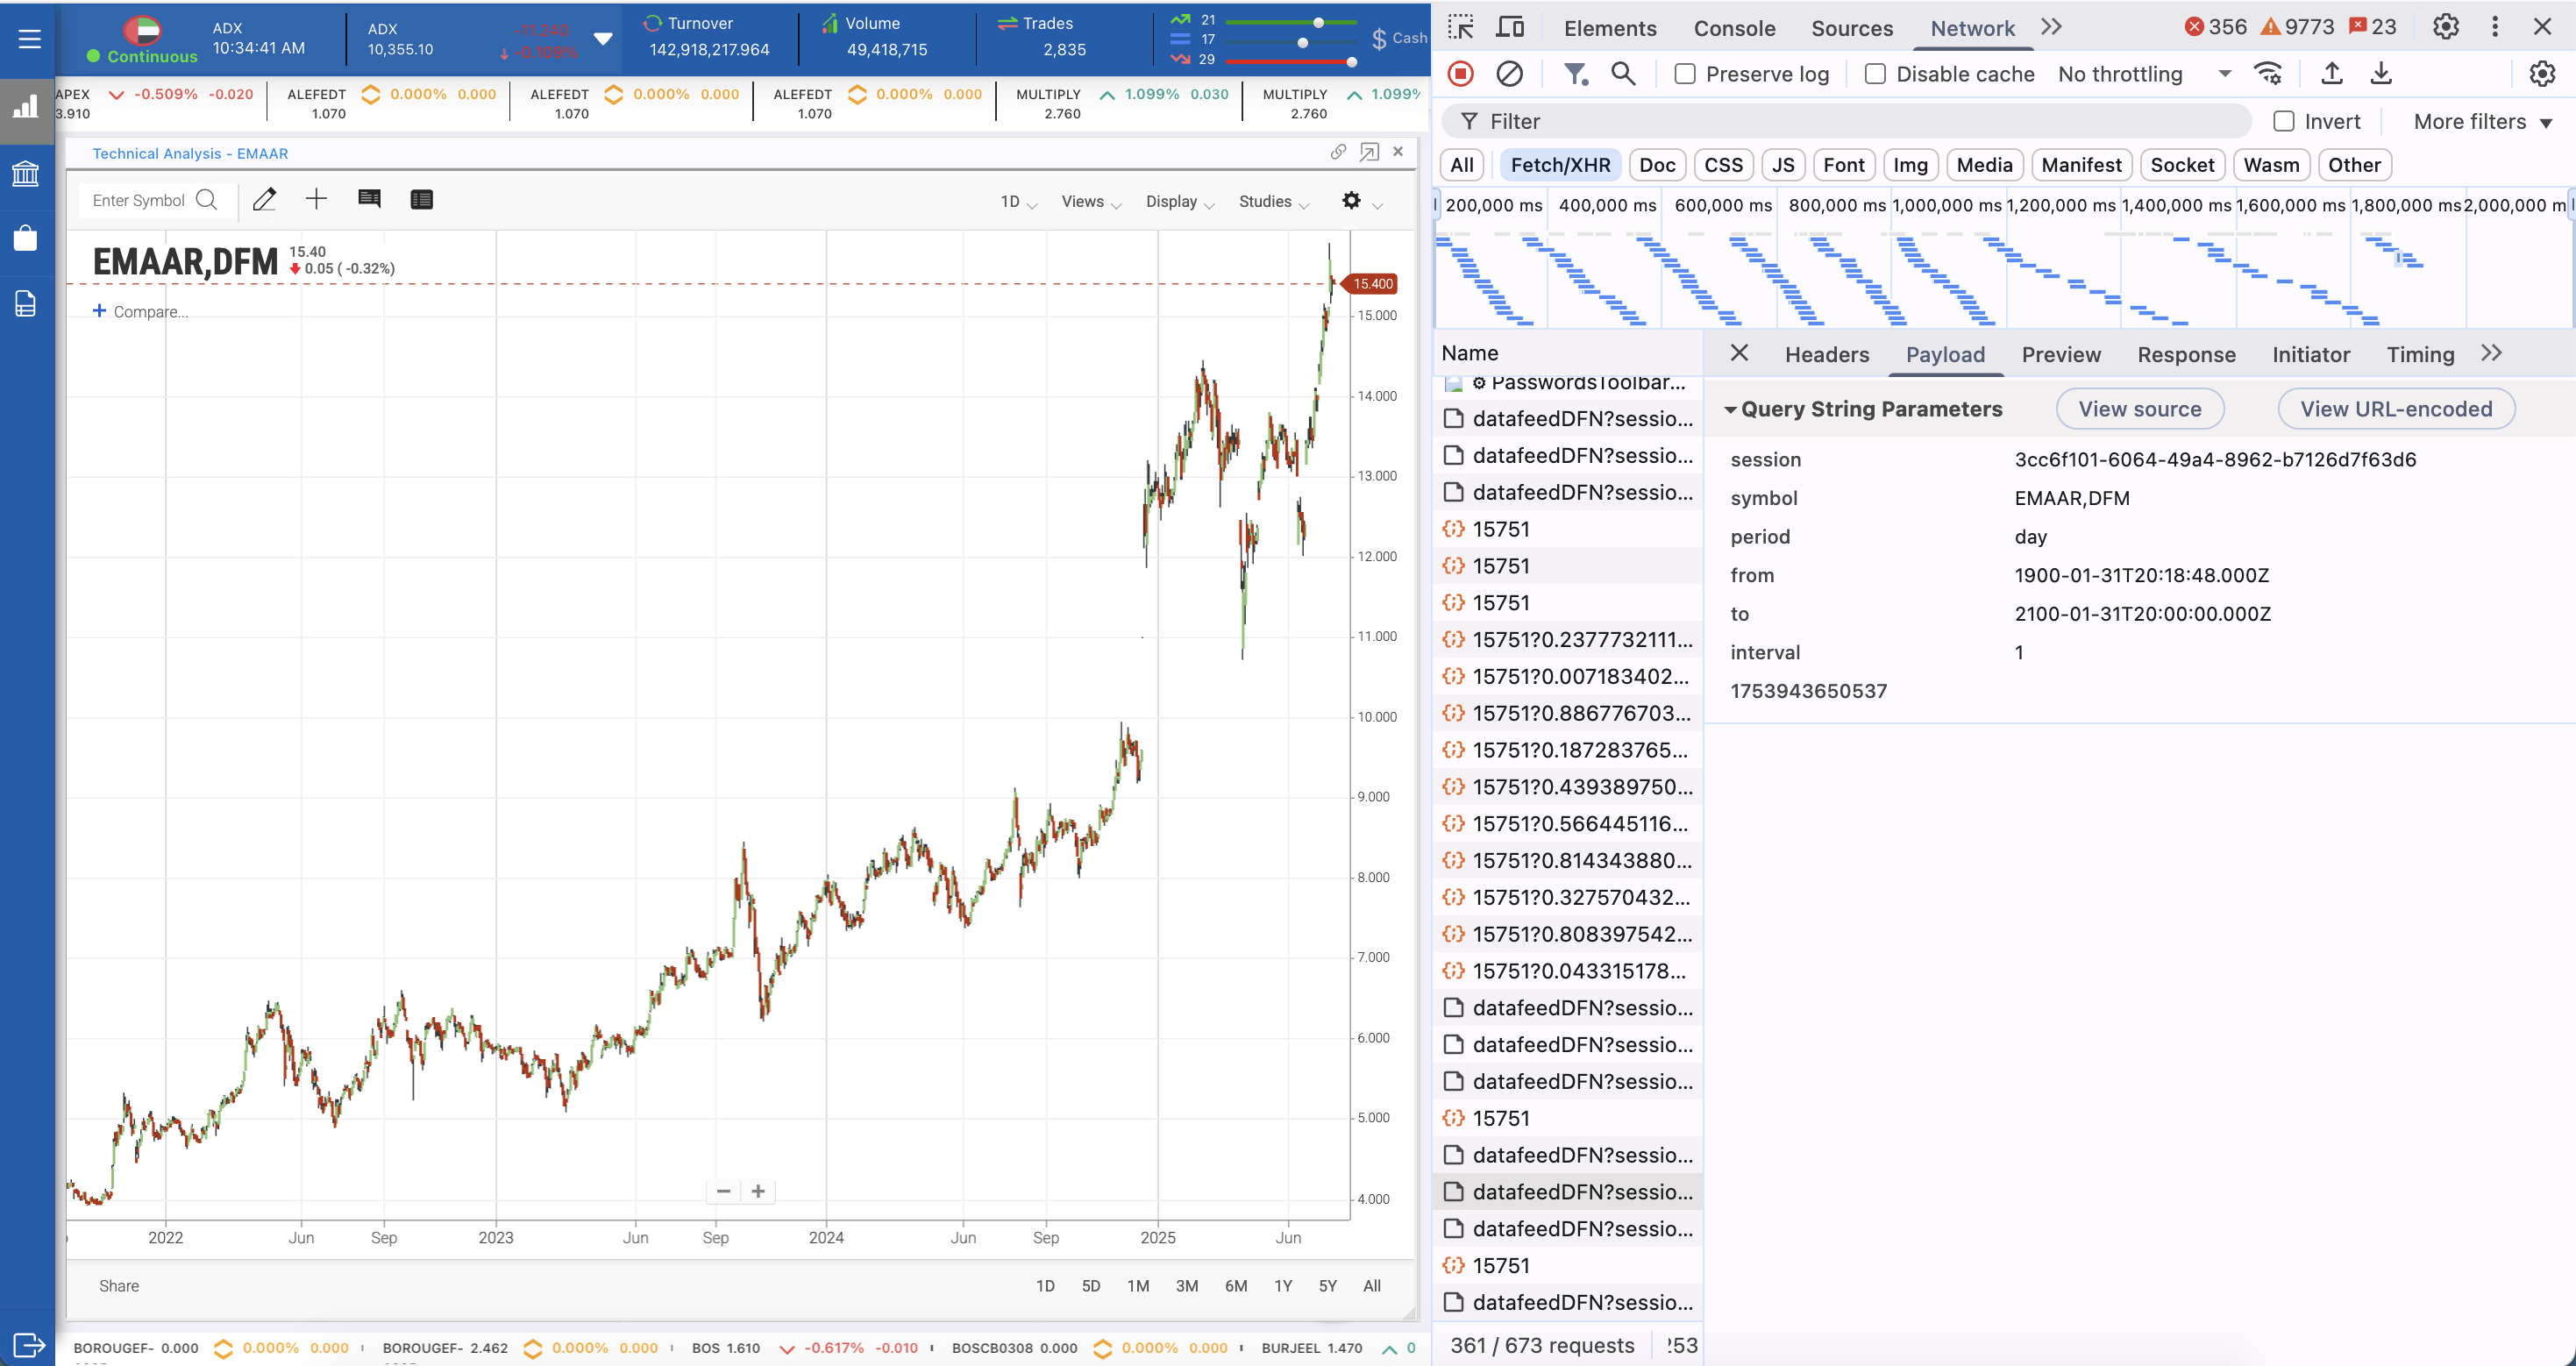 Continuous
ADX
10:34:41 AM
ADX
10,355.10
-11.240
-0.109%
Turnover
142,918,217.964
Volume
49,418,715
Trades
2,835
21
17
29
$ Cash
APEX -0.509% -0.020
3.910
ALEFEDT 0.000% 0.000
1.070
ALEFEDT 0.000% 0.000
1.070
ALEFEDT 0.000% 0.000
1.070
MULTIPLY 1.099% 0.030
2.760
MULTIPLY 1.099%
2.760
Technical Analysis - EMAAR
Enter Symbol
1D Views Display Studies
EMAAR,DFM
15.40
0.05 ( -0.32%)
+ Compare...
15.400
15.000
14.000
13.000
12.000
11.000
10.000
9.000
8.000
7.000
6.000
5.000
4.000
2022 Jun Sep 2023 Jun Sep 2024 Jun Sep 2025 Jun
Share
1D 5D 1M 3M 6M 1Y 5Y All
BOROUGEF- 0.000 0.000% 0.000
BOROUGEF- 2.462 0.000% 0.000
BOS 1.610 -0.617% -0.010
BOSCB0308 0.000 0.000% 0.000
BURJEEL 1.470 0
Elements Console Sources Network 356 9773 23
Preserve log Disable cache No throttling
Filter Invert More filters
All Fetch/XHR Doc CSS JS Font Img Media Manifest Socket Wasm Other
200,000 ms 400,000 ms 600,000 ms 800,000 ms 1,000,000 ms 1,200,000 ms 1,400,000 ms 1,600,000 ms 1,800,000 ms 2,000,000 m
Name
PasswordsToolbar...
datafeedDFN?sessio...
datafeedDFN?sessio...
datafeedDFN?sessio...
15751
15751
15751
15751?0.2377732111...
15751?0.007183402...
15751?0.886776703...
15751?0.187283765...
15751?0.439389750...
15751?0.566445116...
15751?0.814343880...
15751?0.327570432...
15751?0.808397542...
15751?0.043315178...
datafeedDFN?sessio...
datafeedDFN?sessio...
datafeedDFN?sessio...
15751
datafeedDFN?sessio...
datafeedDFN?sessio...
datafeedDFN?sessio...
15751
datafeedDFN?sessio...
361 / 673 requests
Headers Payload Preview Response Initiator Timing
Query String Parameters View source View URL-encoded
session 3cc6f101-6064-49a4-8962-b7126d7f63d6
symbol EMAAR,DFM
period day
from 1900-01-31T20:18:48.000Z
to 2100-01-31T20:00:00.000Z
interval 1
1753943650537